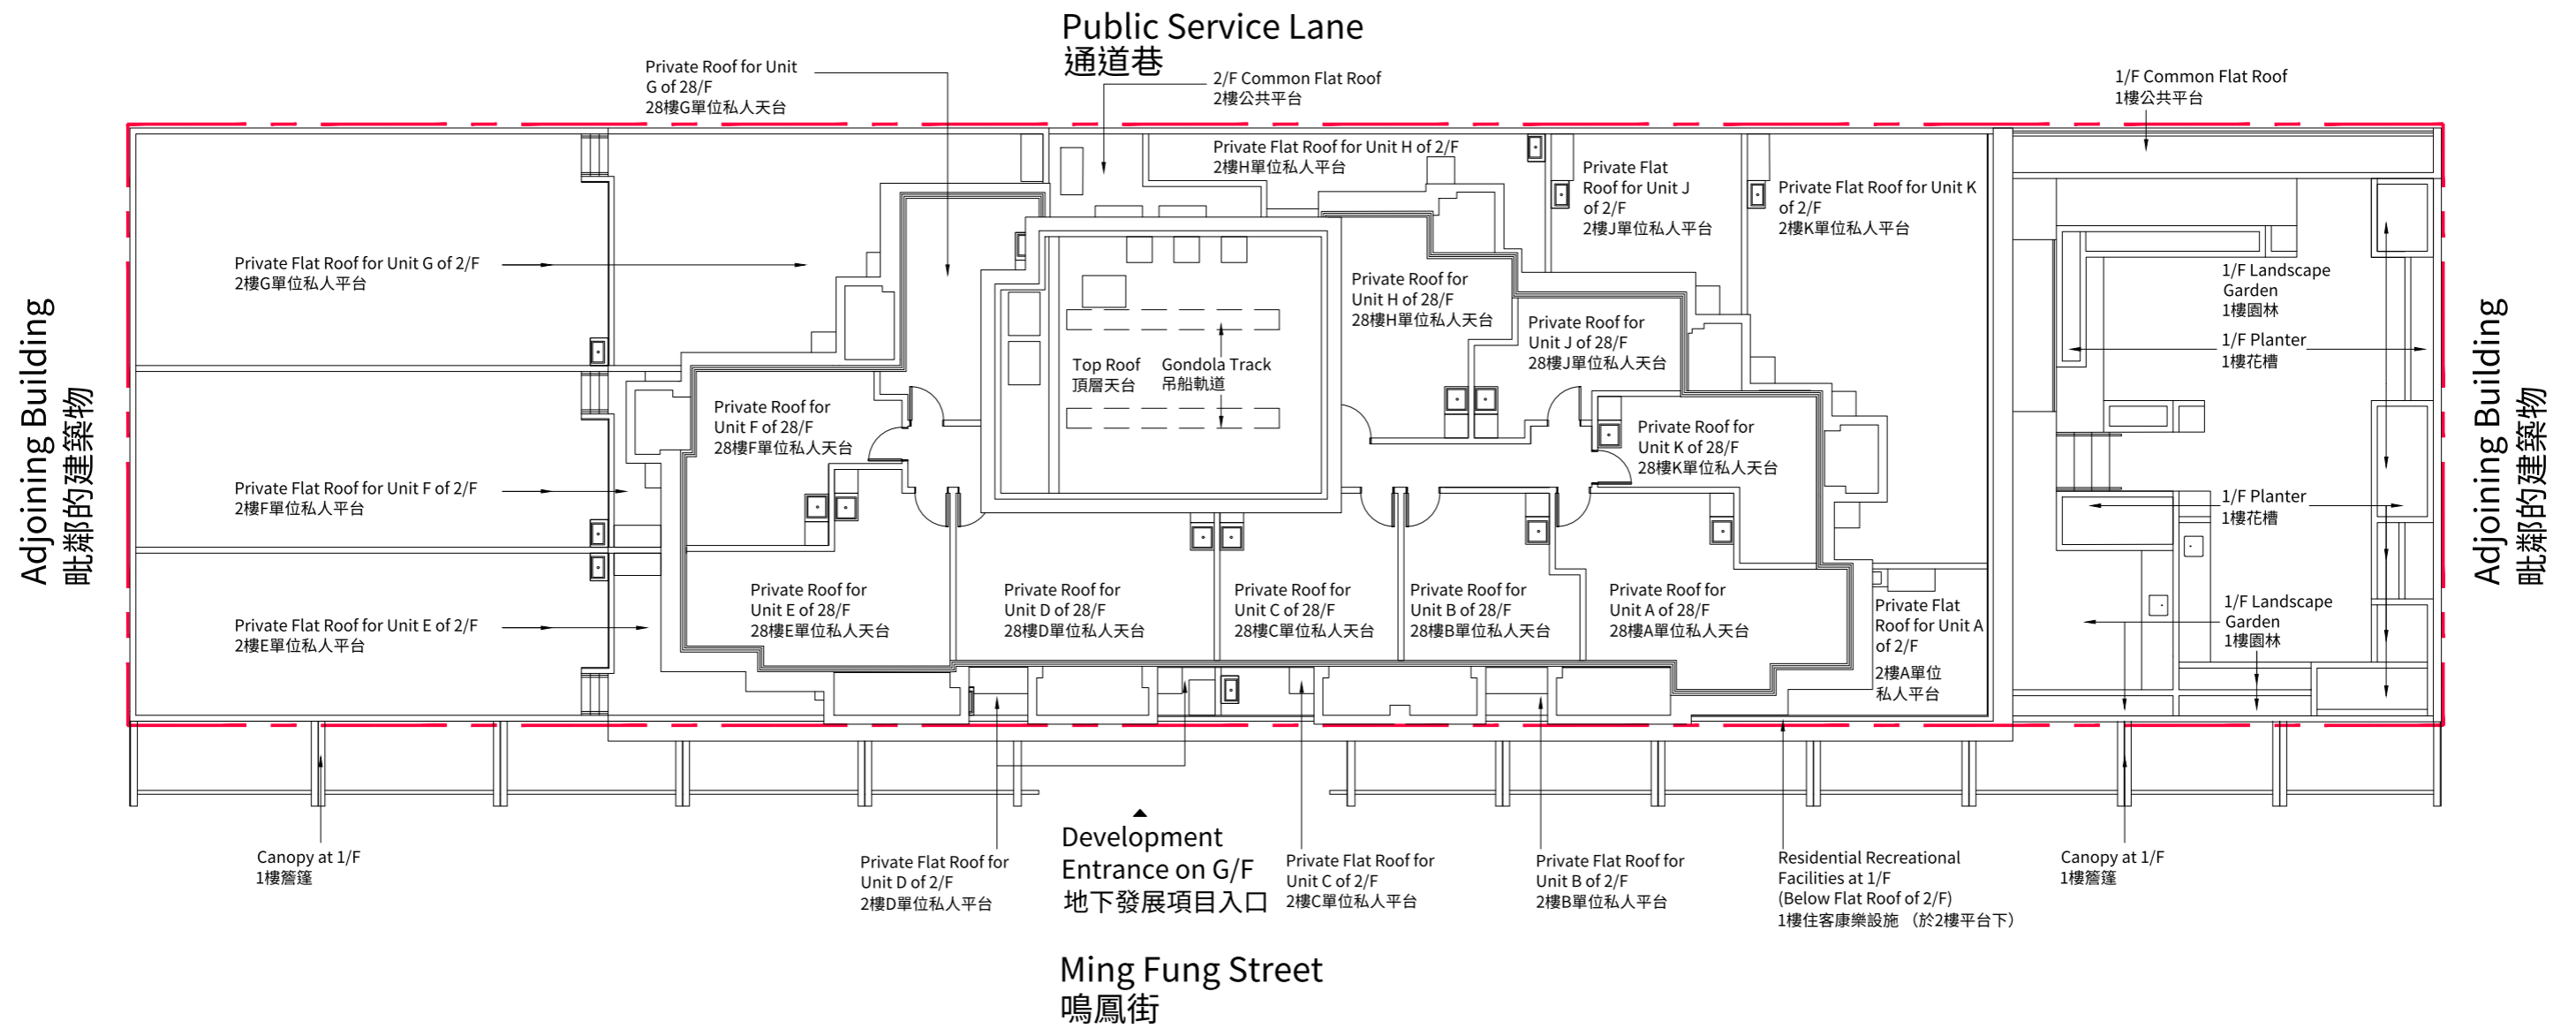 Public Service Lane
通道巷
Private Roof for Unit
G of 28/F
28樓G單位私人天台
2/F Common Flat Roof
2樓公共平台
1/F Common Flat Roof
1樓公共平台
Private Flat Roof for Unit H of 2/F
2樓H單位私人平台
Private Flat
Roof for Unit J
of 2/F
2樓J單位私人平台
Private Flat Roof for Unit K
of 2/F
2樓K單位私人平台
Private Flat Roof for Unit G of 2/F
2樓G單位私人平台
Private Roof for
Unit H of 28/F
28樓H單位私人天台
Private Roof for
Unit J of 28/F
28樓J單位私人天台
1/F Landscape
Garden
1樓園林
1/F Planter
1樓花槽
Top Roof
頂層天台
Gondola Track
吊船軌道
Adjoining Building
毗鄰的建築物
Adjoining Building
毗鄰的建築物
Private Roof for
Unit F of 28/F
28樓F單位私人天台
Private Roof for
Unit K of 28/F
28樓K單位私人天台
Private Flat Roof for Unit F of 2/F
2樓F單位私人平台
1/F Planter
1樓花槽
Private Flat Roof for Unit E of 2/F
2樓E單位私人平台
Private Roof for
Unit E of 28/F
28樓E單位私人天台
Private Roof for
Unit D of 28/F
28樓D單位私人天台
Private Roof for
Unit C of 28/F
28樓C單位私人天台
Private Roof for
Unit B of 28/F
28樓B單位私人天台
Private Roof for
Unit A of 28/F
28樓A單位私人天台
Private Flat
Roof for Unit A
of 2/F
2樓A單位
私人平台
1/F Landscape
Garden
1樓園林
Canopy at 1/F
1樓簷篷
Private Flat Roof for
Unit D of 2/F
2樓D單位私人平台
Development
Entrance on G/F
地下發展項目入口
Private Flat Roof for
Unit C of 2/F
2樓C單位私人平台
Private Flat Roof for
Unit B of 2/F
2樓B單位私人平台
Residential Recreational
Facilities at 1/F
(Below Flat Roof of 2/F)
1樓住客康樂設施 （於2樓平台下）
Canopy at 1/F
1樓簷篷
Ming Fung Street
鳴鳳街